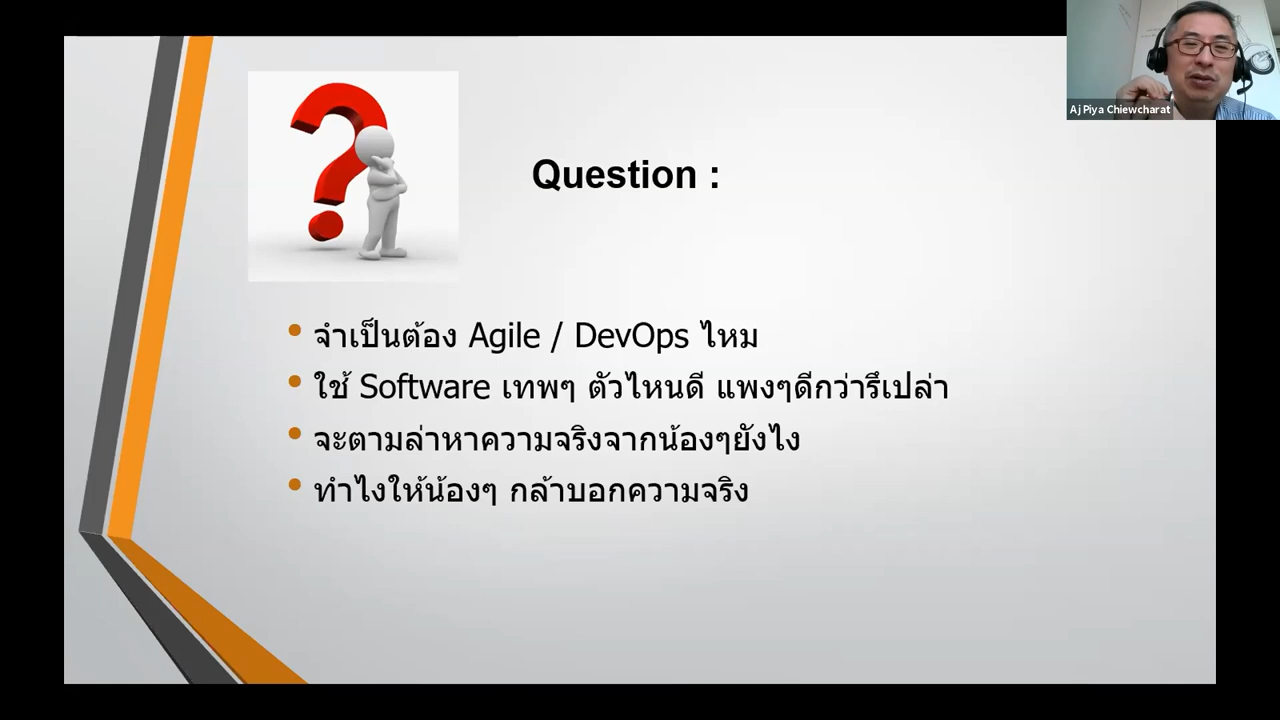 Aj Piya Chiewcharat
Question :
จำเป็นต้อง Agile / DevOps ไหม
ใช้ Software เทพๆ ตัวไหนดี แพงๆดีกว่ารึเปล่า
จะตามล่าหาความจริงจากน้องๆยังไง
ทำไงให้น้องๆ กล้าบอกความจริง